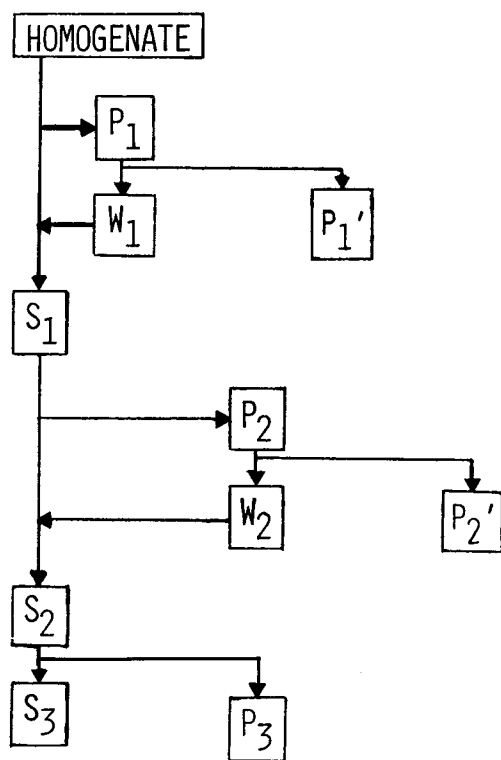 HOMOGENATE
P₁
W₁
P₁'
S₁
P₂
W₂
P₂'
S₂
S₃
P₃